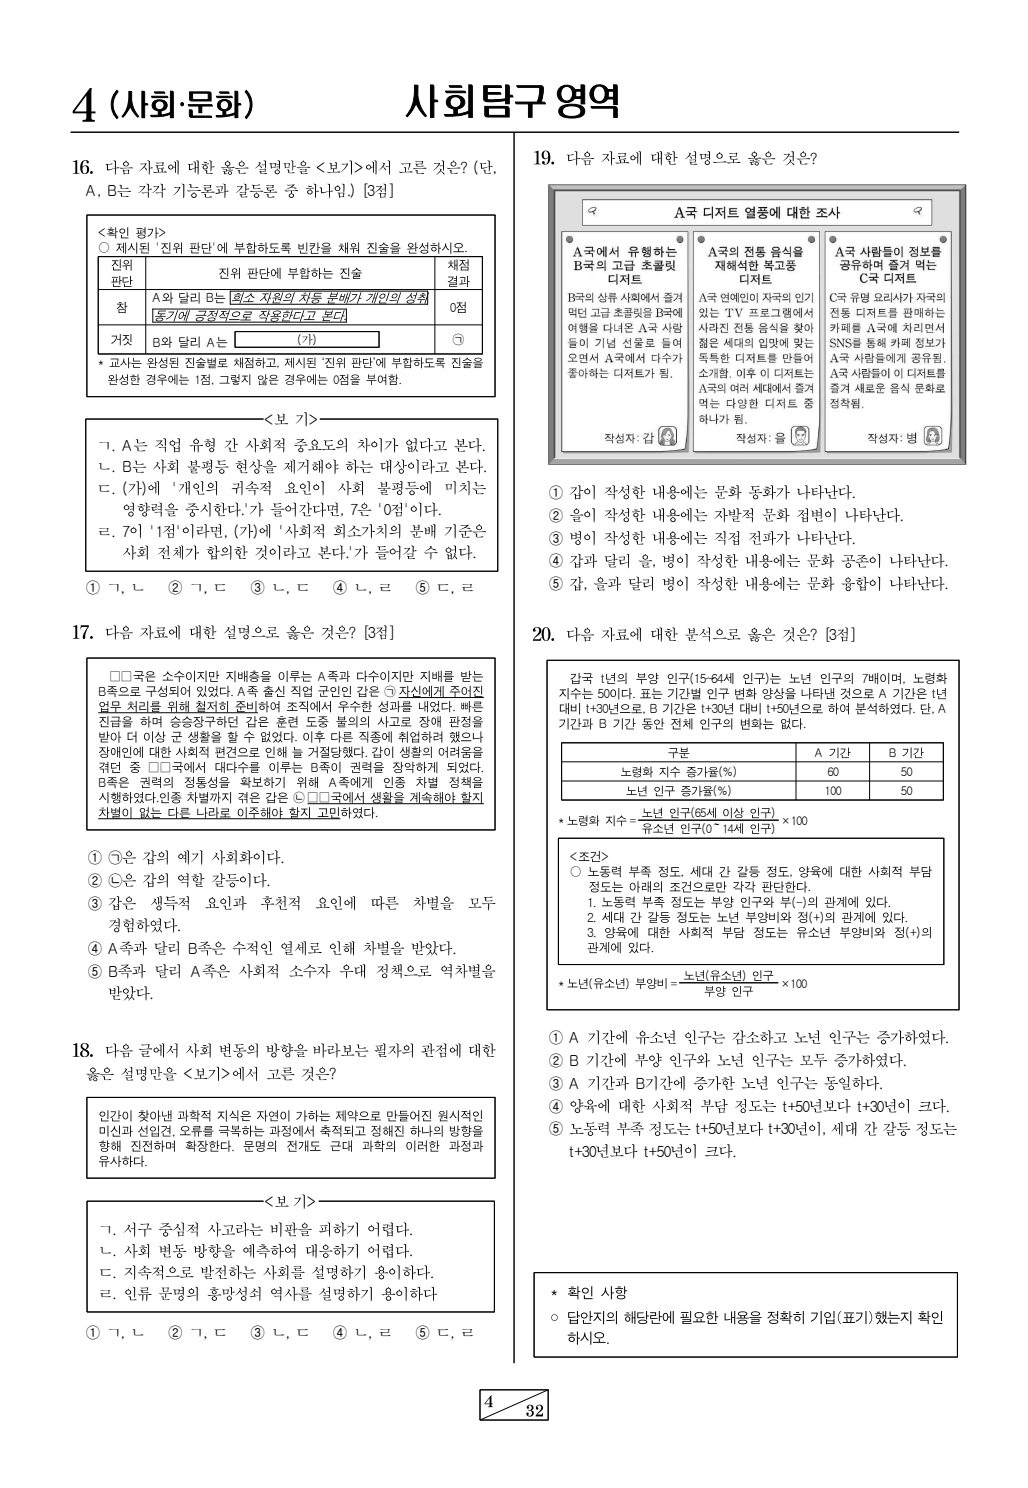 4 (사회·문화)
사회탐구 영역
16. 다음 자료에 대한 옳은 설명만을 <보기>에서 고른 것은? (단,
A, B는 각각 기능론과 갈등론 중 하나임.) [3점]
<확인 평가>
○ 제시된 '진위 판단'에 부합하도록 빈칸을 채워 진술을 완성하시오.
진위 판단
진위 판단에 부합하는 진술
채점 결과
참
A와 달리 B는 희소 자원의 차등 분배가 개인의 성취
동기에 긍정적으로 작용한다고 본다.
0점
거짓
B와 달리 A는 (가)
㉠
* 교사는 완성된 진술별로 채점하고, 제시된 '진위 판단'에 부합하도록 진술을
완성한 경우에는 1점, 그렇지 않은 경우에는 0점을 부여함.
<보 기>
ㄱ. A는 직업 유형 간 사회적 중요도의 차이가 없다고 본다.
ㄴ. B는 사회 불평등 현상을 제거해야 하는 대상이라고 본다.
ㄷ. (가)에 '개인의 귀속적 요인이 사회 불평등에 미치는
영향력을 중시한다.'가 들어간다면, ㄱ은 '0점'이다.
ㄹ. ㄱ이 '1점'이라면, (가)에 '사회적 희소가치의 분배 기준은
사회 전체가 합의한 것이라고 본다.'가 들어갈 수 없다.
① ㄱ, ㄴ ② ㄱ, ㄷ ③ ㄴ, ㄷ ④ ㄴ, ㄹ ⑤ ㄷ, ㄹ
17. 다음 자료에 대한 설명으로 옳은 것은? [3점]
□□국은 소수이지만 지배층을 이루는 A족과 다수이지만 지배를 받는
B족으로 구성되어 있었다. A족 출신 직업 군인인 갑은 ㉠ 자신에게 주어진
업무 처리를 위해 철저히 준비하여 조직에서 우수한 성과를 내었다. 빠른
진급을 하며 승승장구하던 갑은 훈련 도중 불의의 사고로 장애 판정을
받아 더 이상 군 생활을 할 수 없었다. 이후 다른 직종에 취업하려 했으나
장애인에 대한 사회적 편견으로 인해 늘 거절당했다. 갑이 생활의 어려움을
겪던 중 □□국에서 대다수를 이루는 B족이 권력을 장악하게 되었다.
B족은 권력의 정통성을 확보하기 위해 A족에게 인종 차별 정책을
시행하였다.인종 차별까지 겪은 갑은 ㉡ □□국에서 생활을 계속해야 할지
차별이 없는 다른 나라로 이주해야 할지 고민하였다.
① ㉠은 갑의 예기 사회화이다.
② ㉡은 갑의 역할 갈등이다.
③ 갑은 생득적 요인과 후천적 요인에 따른 차별을 모두
경험하였다.
④ A족과 달리 B족은 수적인 열세로 인해 차별을 받았다.
⑤ B족과 달리 A족은 사회적 소수자 우대 정책으로 역차별을
받았다.
18. 다음 글에서 사회 변동의 방향을 바라보는 필자의 관점에 대한
옳은 설명만을 <보기>에서 고른 것은?
인간이 찾아낸 과학적 지식은 자연이 가하는 제약으로 만들어진 원시적인
미신과 선입견, 오류를 극복하는 과정에서 축적되고 정해진 하나의 방향을
향해 진전하며 확장한다. 문명의 전개도 근대 과학의 이러한 과정과
유사하다.
<보 기>
ㄱ. 서구 중심적 사고라는 비판을 피하기 어렵다.
ㄴ. 사회 변동 방향을 예측하여 대응하기 어렵다.
ㄷ. 지속적으로 발전하는 사회를 설명하기 용이하다.
ㄹ. 인류 문명의 흥망성쇠 역사를 설명하기 용이하다
① ㄱ, ㄴ ② ㄱ, ㄷ ③ ㄴ, ㄷ ④ ㄴ, ㄹ ⑤ ㄷ, ㄹ
19. 다음 자료에 대한 설명으로 옳은 것은?
A국 디저트 열풍에 대한 조사
A국에서 유행하는
B국의 고급 초콜릿
디저트
B국의 상류 사회에서 즐겨
먹던 고급 초콜릿을 B국에
여행을 다녀온 A국 사람
들이 기념 선물로 들여
오면서 A국에서 다수가
좋아하는 디저트가 됨.
작성자: 갑
A국의 전통 음식을
재해석한 복고풍
디저트
A국 연예인이 자국의 인기
있는 TV 프로그램에서
사라진 전통 음식을 찾아
젊은 세대의 입맛에 맞는
독특한 디저트를 만들어
소개함. 이후 이 디저트는
A국의 여러 세대에서 즐겨
먹는 다양한 디저트 중
하나가 됨.
작성자: 을
A국 사람들이 정보를
공유하며 즐겨 먹는
C국 디저트
C국 유명 요리사가 자국의
전통 디저트를 판매하는
카페를 A국에 차리면서
SNS를 통해 카페 정보가
A국 사람들에게 공유됨.
A국 사람들이 이 디저트를
즐겨 새로운 음식 문화로
정착됨.
작성자: 병
① 갑이 작성한 내용에는 문화 동화가 나타난다.
② 을이 작성한 내용에는 자발적 문화 접변이 나타난다.
③ 병이 작성한 내용에는 직접 전파가 나타난다.
④ 갑과 달리 을, 병이 작성한 내용에는 문화 공존이 나타난다.
⑤ 갑, 을과 달리 병이 작성한 내용에는 문화 융합이 나타난다.
20. 다음 자료에 대한 분석으로 옳은 것은? [3점]
갑국 t년의 부양 인구(15~64세 인구)는 노년 인구의 7배이며, 노령화
지수는 50이다. 표는 기간별 인구 변화 양상을 나타낸 것으로 A 기간은 t년
대비 t+30년으로, B 기간은 t+30년 대비 t+50년으로 하여 분석하였다. 단, A
기간과 B 기간 동안 전체 인구의 변화는 없다.
구분 A 기간 B 기간
노령화 지수 증가율(%) 60 50
노년 인구 증가율(%) 100 50
* 노령화 지수 = 노년 인구(65세 이상 인구) / 유소년 인구(0~14세 인구) × 100
<조건>
○ 노동력 부족 정도, 세대 간 갈등 정도, 양육에 대한 사회적 부담
정도는 아래의 조건으로만 각각 판단한다.
1. 노동력 부족 정도는 부양 인구와 부(-)의 관계에 있다.
2. 세대 간 갈등 정도는 노년 부양비와 정(+)의 관계에 있다.
3. 양육에 대한 사회적 부담 정도는 유소년 부양비와 정(+)의
관계에 있다.
* 노년(유소년) 부양비 = 노년(유소년) 인구 / 부양 인구 × 100
① A 기간에 유소년 인구는 감소하고 노년 인구는 증가하였다.
② B 기간에 부양 인구와 노년 인구는 모두 증가하였다.
③ A 기간과 B기간에 증가한 노년 인구는 동일하다.
④ 양육에 대한 사회적 부담 정도는 t+50년보다 t+30년이 크다.
⑤ 노동력 부족 정도는 t+50년보다 t+30년이, 세대 간 갈등 정도는
t+30년보다 t+50년이 크다.
* 확인 사항
○ 답안지의 해당란에 필요한 내용을 정확히 기입(표기)했는지 확인
하시오.
4
32